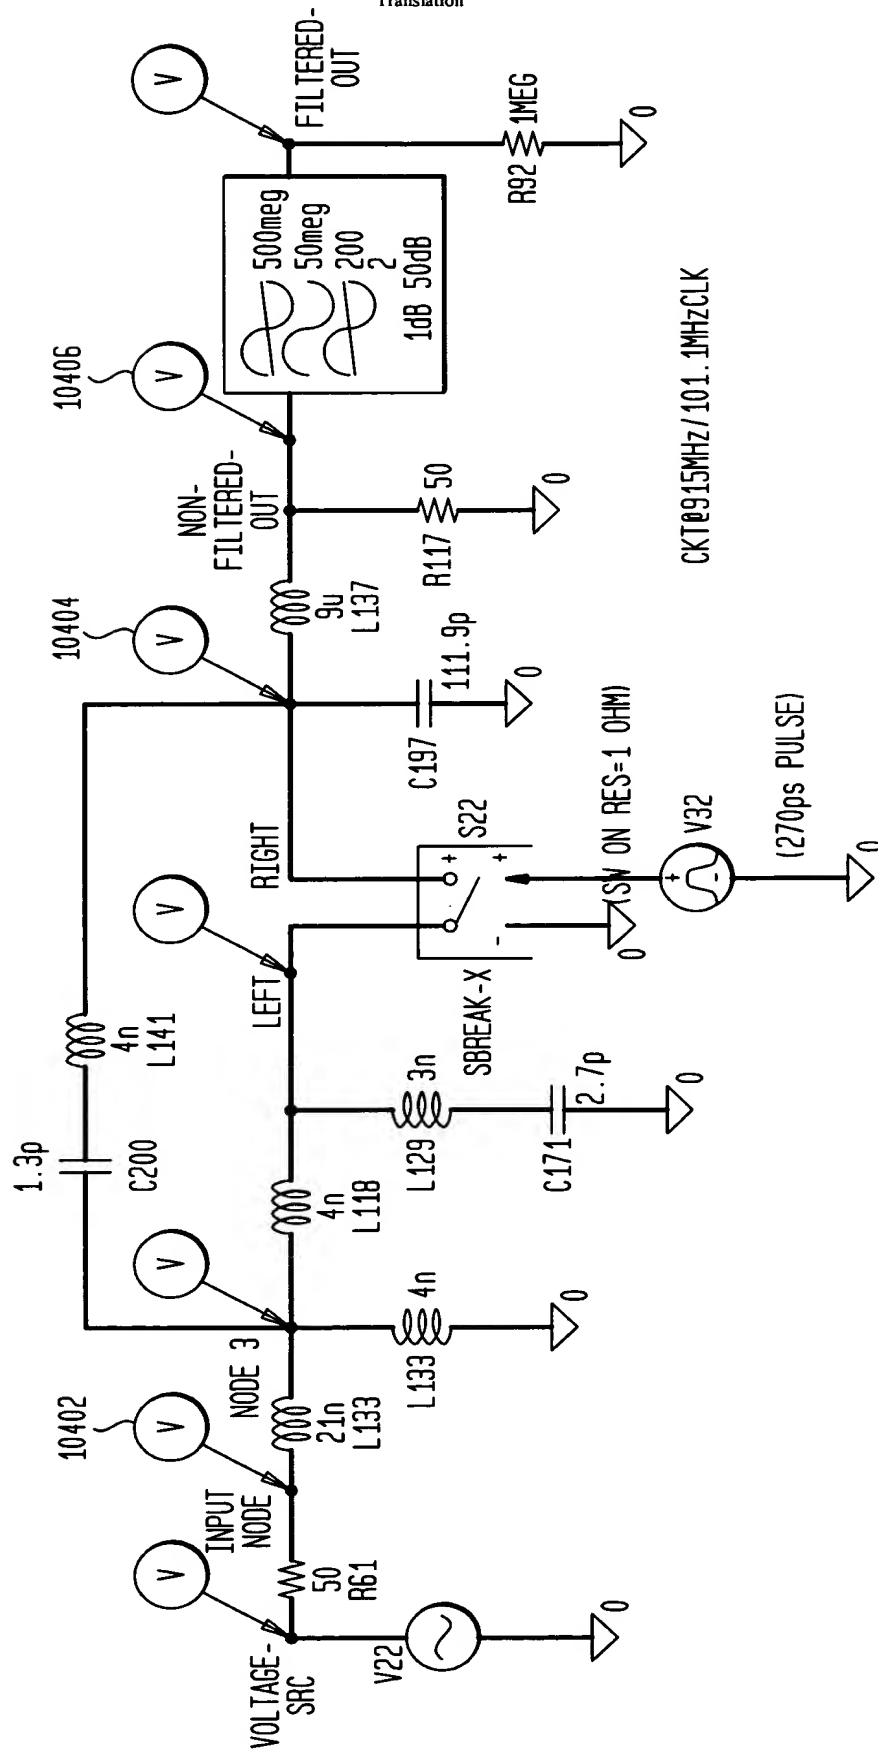 Translation
VOLTAGE-
SRC
V22
0
50
R61
INPUT
NODE
V
V
10402
21n
L133
NODE 3
V
4n
L133
0
1.3p
C200
4n
L141
4n
L118
3n
L129
C171
2.7p
0
LEFT
V
RIGHT
SBREAK-X
S22
+
+
-
0
(SW ON RES=1 OHM)
+
-
V32
(270ps PULSE)
0
V
10404
C197
111.9p
0
9u
L137
NON-
FILTERED-
OUT
R117
50
0
V
10406
500meg
50meg
200
2
1dB 50dB
V
FILTERED-
OUT
R92
1MEG
0
CKT@915MHz/101.1MHzCLK